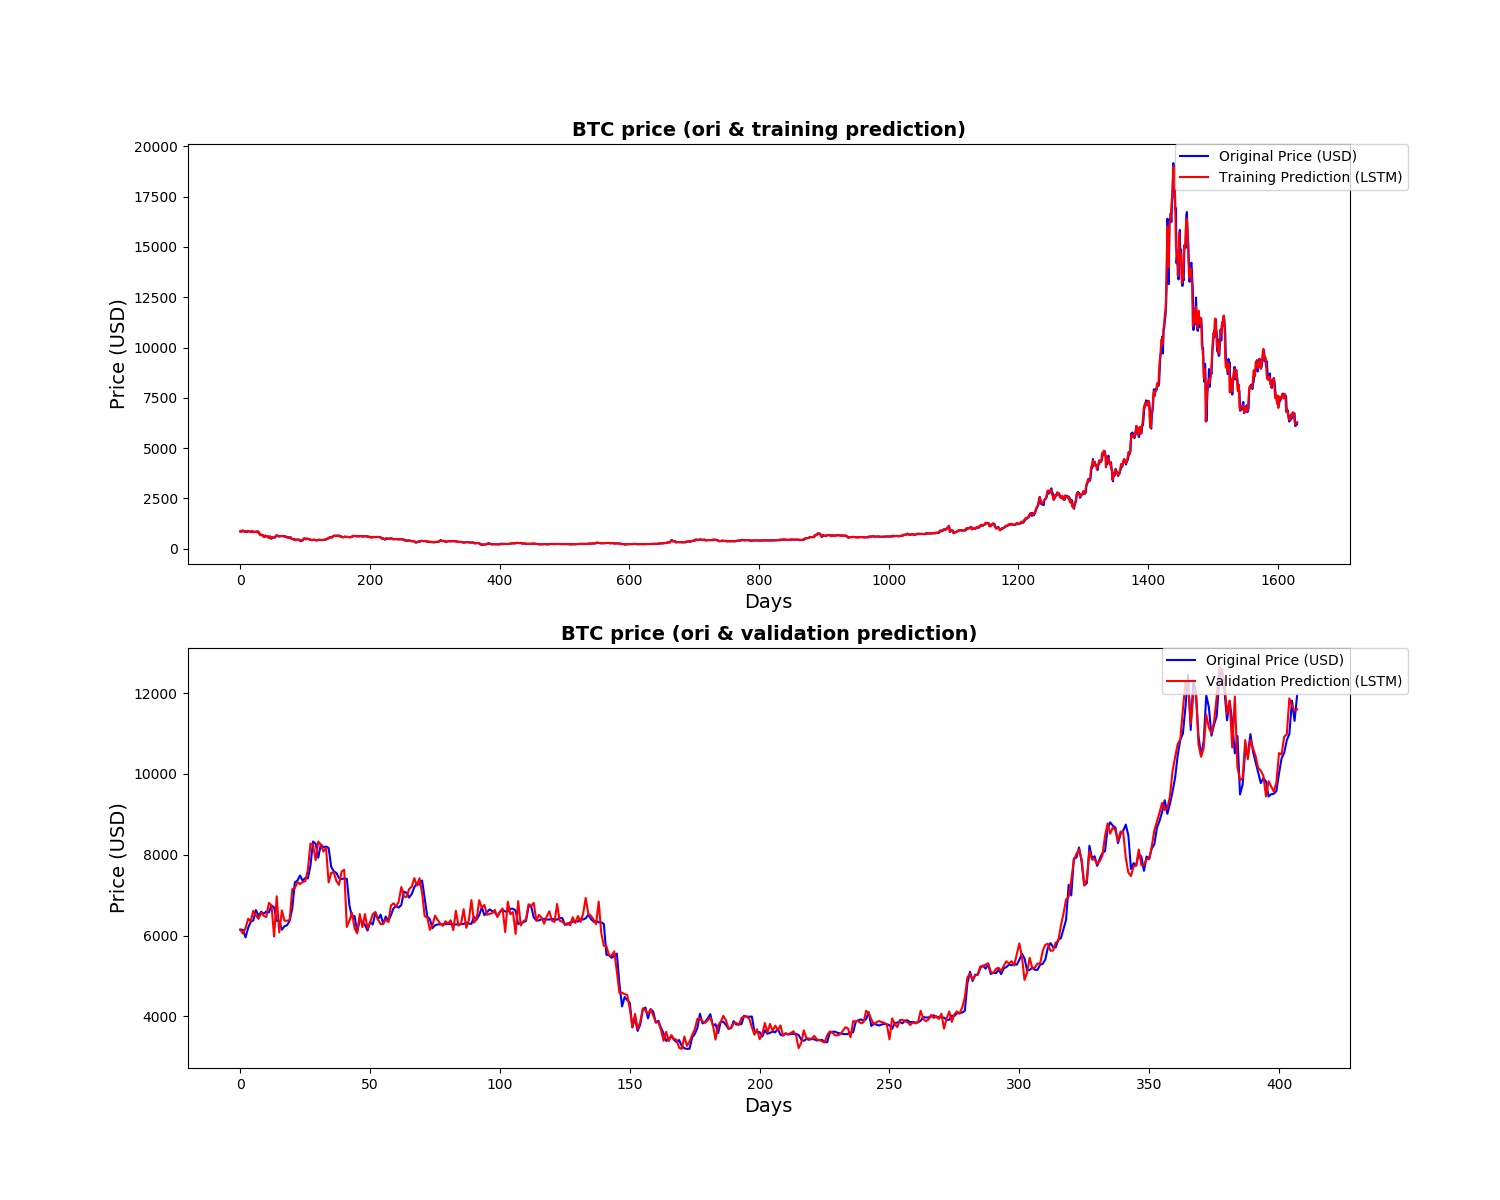 BTC price (ori & training prediction)
Original Price (USD)
Training Prediction (LSTM)
20000
17500
15000
12500
10000
7500
5000
2500
0
Price (USD)
0 200 400 600 800 1000 1200 1400 1600
Days
BTC price (ori & validation prediction)
Original Price (USD)
Validation Prediction (LSTM)
12000
10000
8000
6000
4000
Price (USD)
0 50 100 150 200 250 300 350 400
Days